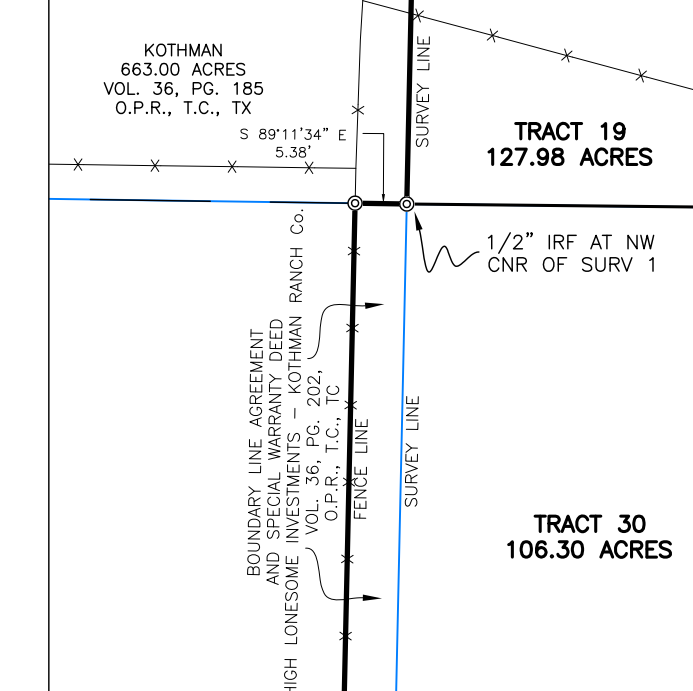 KOTHMAN
663.00 ACRES
VOL. 36, PG. 185
O.P.R., T.C., TX
S 89°11'34" E
5.38'
SURVEY LINE
TRACT 19
127.98 ACRES
1/2" IRF AT NW
CNR OF SURV 1
BOUNDARY LINE AGREEMENT
AND SPECIAL WARRANTY DEED
HIGH LONESOME INVESTMENTS – KOTHMAN RANCH Co.
VOL. 36, PG. 202,
O.P.R., T.C., TC
FENCE LINE
SURVEY LINE
TRACT 30
106.30 ACRES